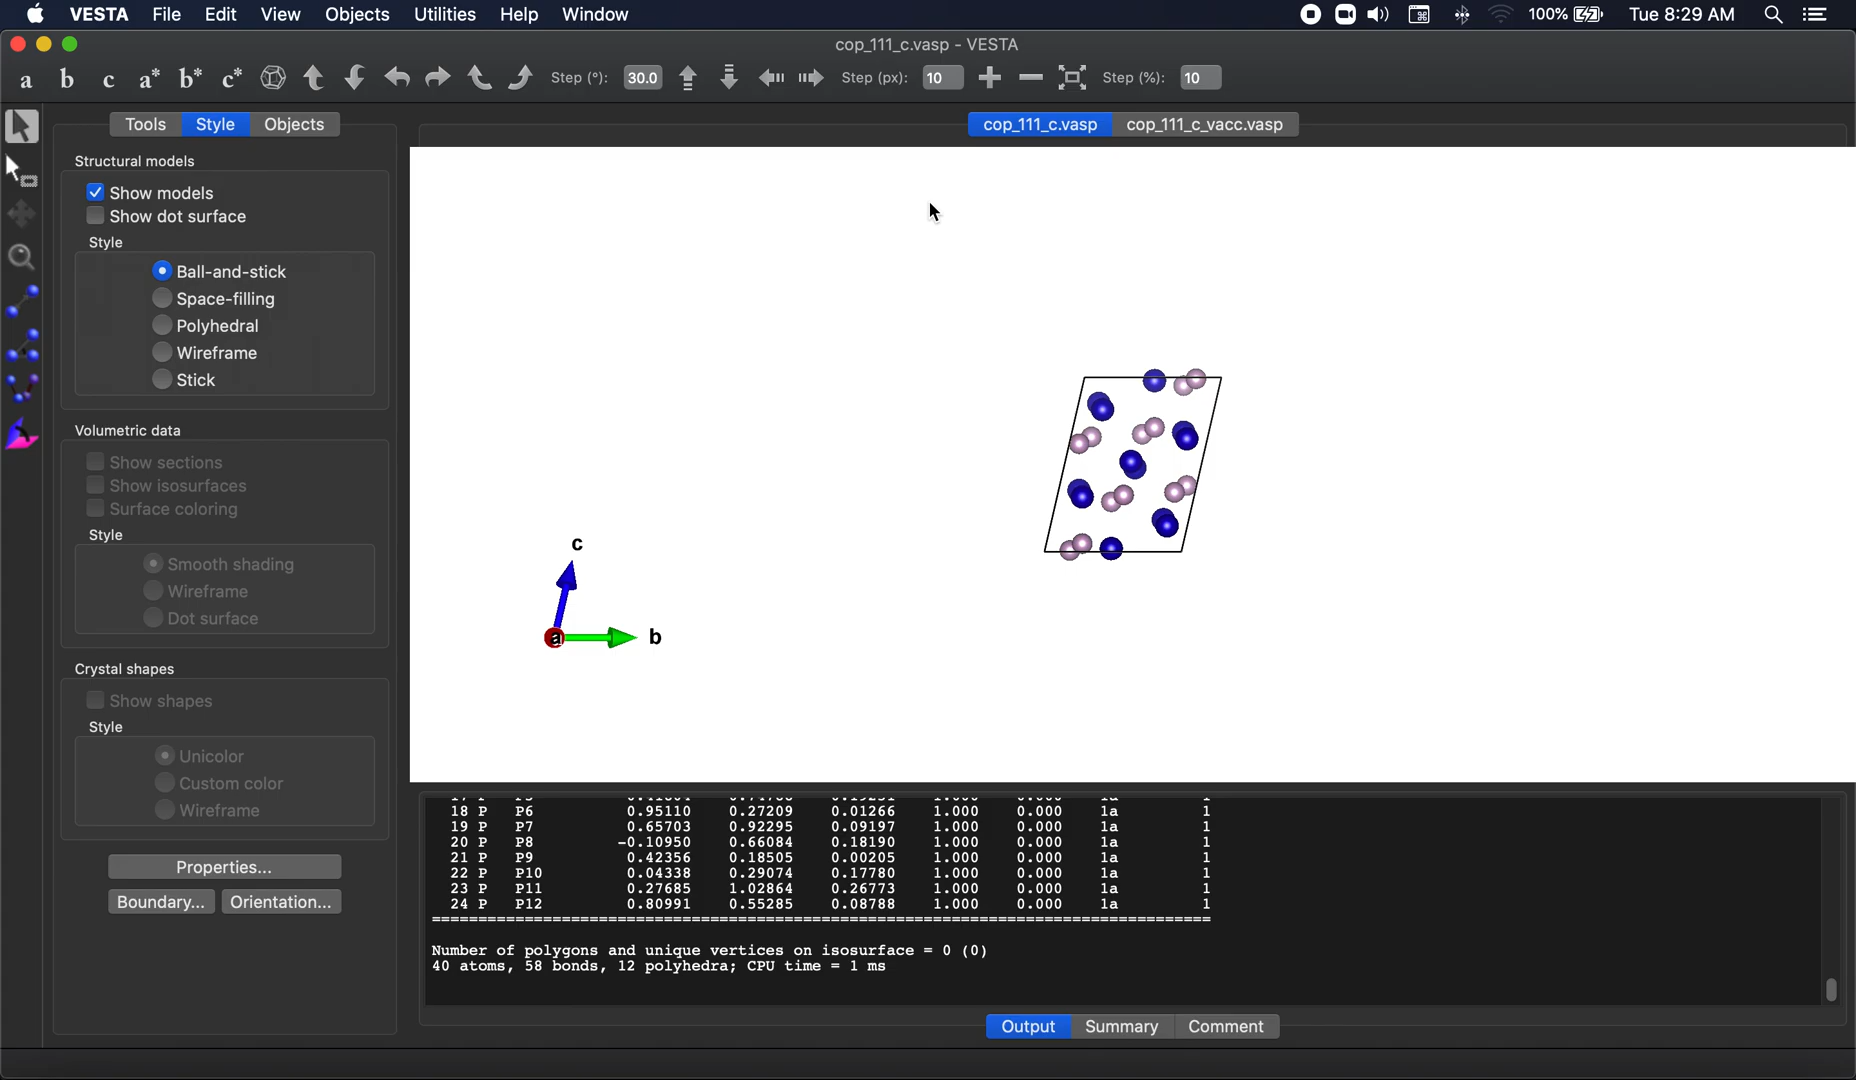 VESTA File Edit View Objects Utilities Help Window 100% Tue 8:29 AM
cop_111_c.vasp - VESTA
a b c a* b* c* Step (°): 30.0 Step (px): 10 Step (%): 10
Tools Style Objects
cop_111_c.vasp cop_111_c_vacc.vasp
Structural models
Show models
Show dot surface
Style
Ball-and-stick
Space-filling
Polyhedral
Wireframe
Stick
Volumetric data
Show sections
Show isosurfaces
Surface coloring
Style
Smooth shading
Wireframe
Dot surface
Crystal shapes
Show shapes
Style
Unicolor
Custom color
Wireframe
Properties...
Boundary... Orientation...
c
a b
18 P P6 0.95110 0.27209 0.01266 1.000 0.000 1a 1
19 P P7 0.65703 0.92295 0.09197 1.000 0.000 1a 1
20 P P8 -0.10950 0.66084 0.18190 1.000 0.000 1a 1
21 P P9 0.42356 0.18505 0.00205 1.000 0.000 1a 1
22 P P10 0.04338 0.29074 0.17780 1.000 0.000 1a 1
23 P P11 0.27685 1.02864 0.26773 1.000 0.000 1a 1
24 P P12 0.80991 0.55285 0.08788 1.000 0.000 1a 1
Number of polygons and unique vertices on isosurface = 0 (0)
40 atoms, 58 bonds, 12 polyhedra; CPU time = 1 ms
Output Summary Comment